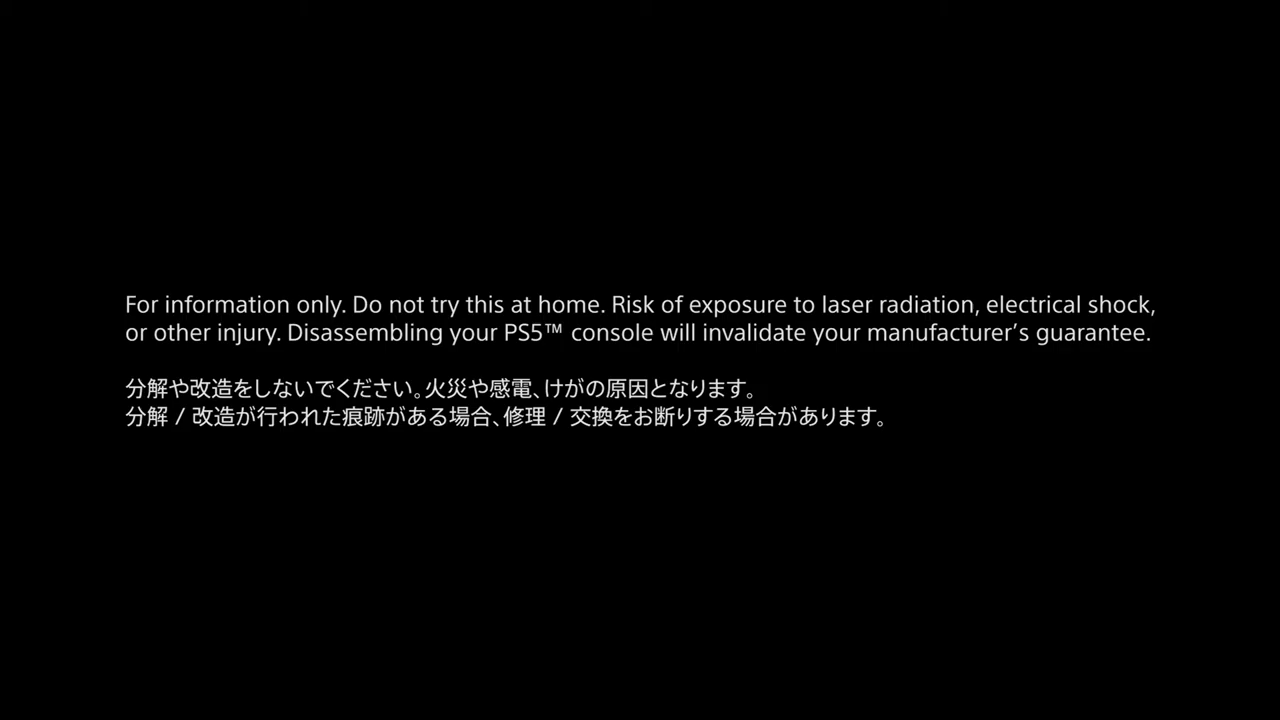 For information only. Do not try this at home. Risk of exposure to laser radiation, electrical shock,
or other injury. Disassembling your PS5™ console will invalidate your manufacturer’s guarantee.
分解や改造をしないでください。火災や感電、けがの原因となります。
分解 / 改造が行われた痕跡がある場合、修理 / 交換をお断りする場合があります。